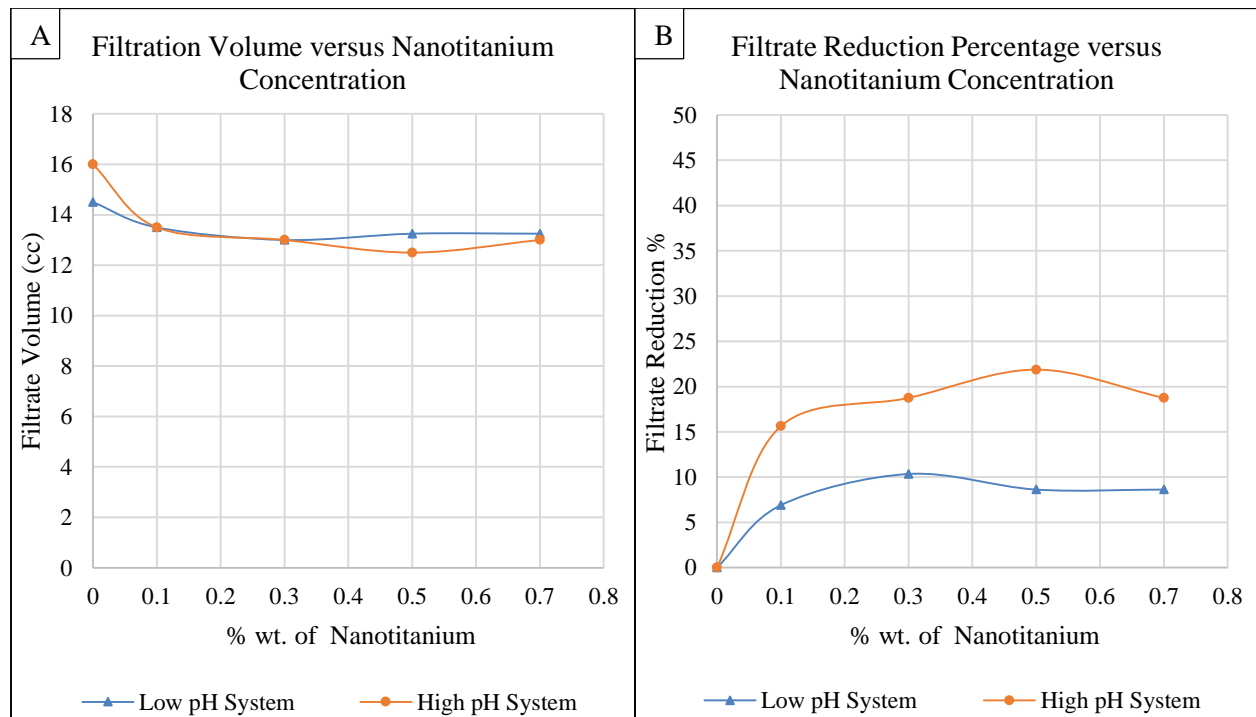 A
Filtration Volume versus Nanotitanium
Concentration
18
16
14
12
10
8
6
4
2
0
Filtrate Volume (cc)
0 0.1 0.2 0.3 0.4 0.5 0.6 0.7 0.8
% wt. of Nanotitanium
Low pH System High pH System
B
Filtrate Reduction Percentage versus
Nanotitanium Concentration
50
45
40
35
30
25
20
15
10
5
0
Filtrate Reduction %
0 0.1 0.2 0.3 0.4 0.5 0.6 0.7 0.8
% wt. of Nanotitanium
Low pH System High pH System